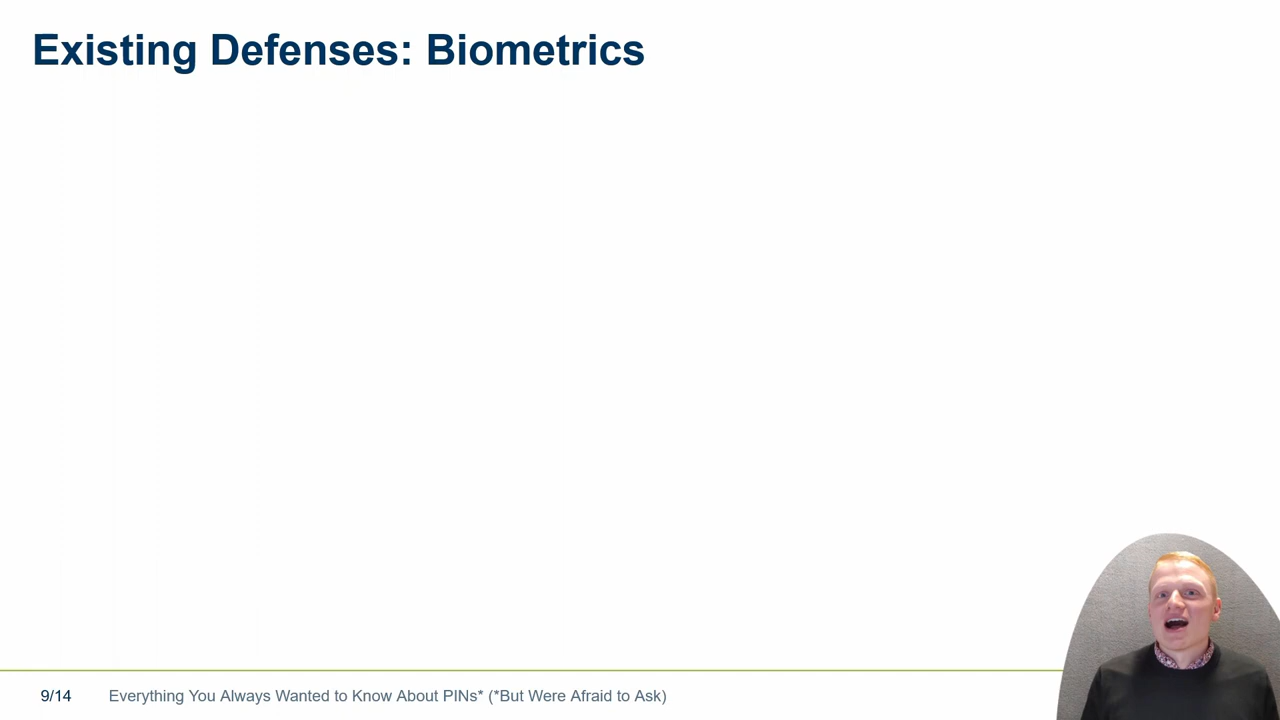 Existing Defenses: Biometrics
9/14 Everything You Always Wanted to Know About PINs* (*But Were Afraid to Ask)